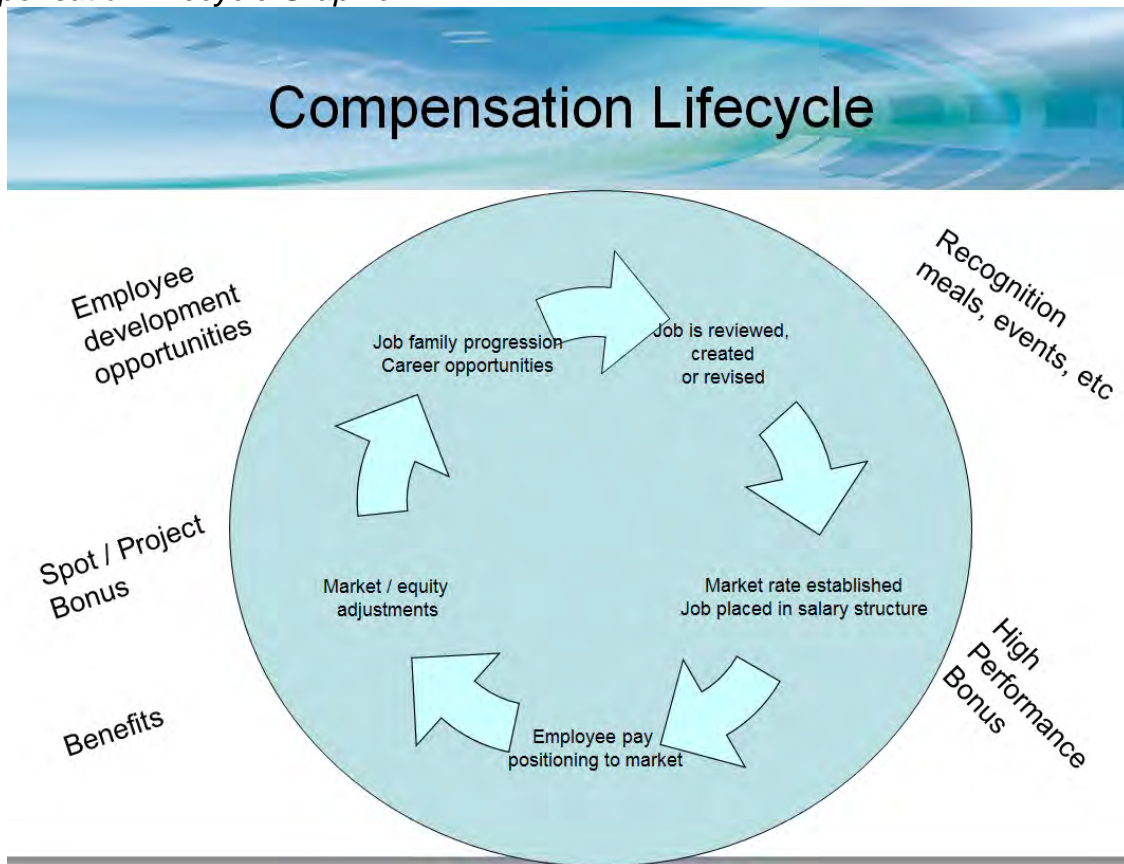 Compensation Lifecycle
Employee
development
opportunities
Recognition
meals, events, etc
Job family progression
Career opportunities
Job is reviewed,
created
or revised
Spot / Project
Bonus
Market / equity
adjustments
Market rate established
Job placed in salary structure
High
Performance
Bonus
Benefits
Employee pay
positioning to market